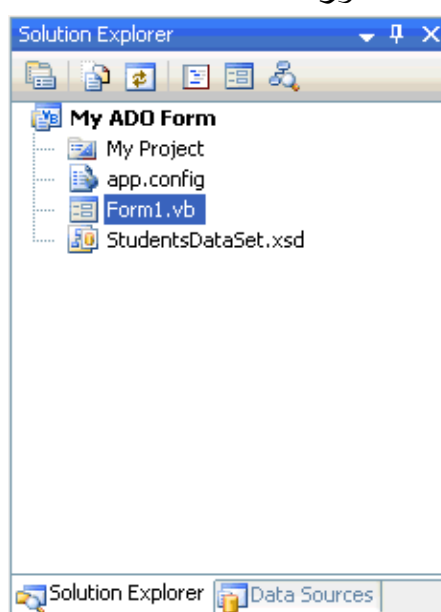 Solution Explorer
My ADO Form
My Project
app.config
Form1.vb
StudentsDataSet.xsd
Solution Explorer Data Sources